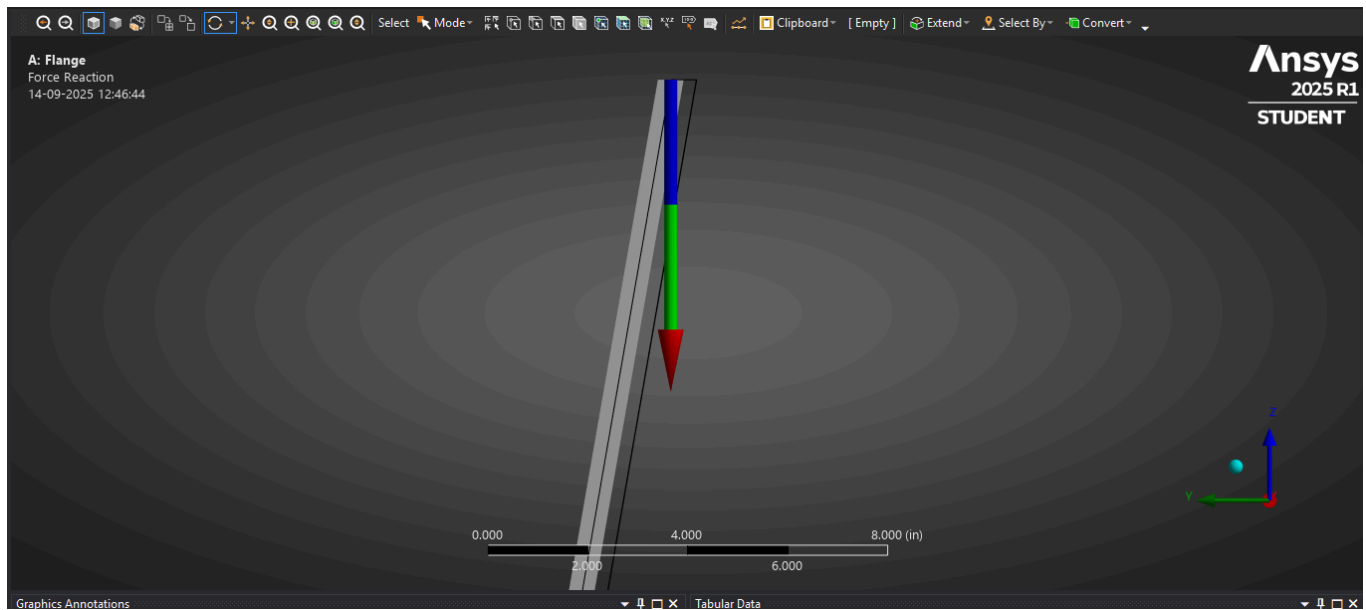 Select Mode Clipboard [ Empty ] Extend Select By Convert
A: Flange
Force Reaction
14-09-2025 12:46:44
Ansys
2025 R1
STUDENT
Z
Y
0.000 4.000 8.000 (in)
2.000 6.000
Graphics Annotations Tabular Data